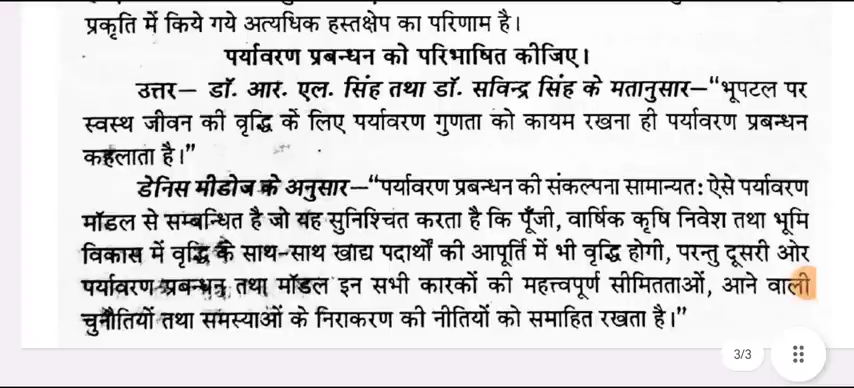 प्रकृति में किये गये अत्यधिक हस्तक्षेप का परिणाम है।
पर्यावरण प्रबन्धन को परिभाषित कीजिए।
उत्तर— डॉ. आर. एल. सिंह तथा डॉ. सविन्द्र सिंह के मतानुसार—“भूपटल पर
स्वस्थ जीवन की वृद्धि के लिए पर्यावरण गुणता को कायम रखना ही पर्यावरण प्रबन्धन
कहलाता है।”
डेनिस मीडोज के अनुसार—“पर्यावरण प्रबन्धन की संकल्पना सामान्यत: ऐसे पर्यावरण
मॉडल से सम्बन्धित है जो यह सुनिश्चित करता है कि पूँजी, वार्षिक कृषि निवेश तथा भूमि
विकास में वृद्धि के साथ-साथ खाद्य पदार्थों की आपूर्ति में भी वृद्धि होगी, परन्तु दूसरी ओर
पर्यावरण प्रबन्धन तथा मॉडल इन सभी कारकों की महत्त्वपूर्ण सीमितताओं, आने वाली
चुनौतियों तथा समस्याओं के निराकरण की नीतियों को समाहित रखता है।”
3/3